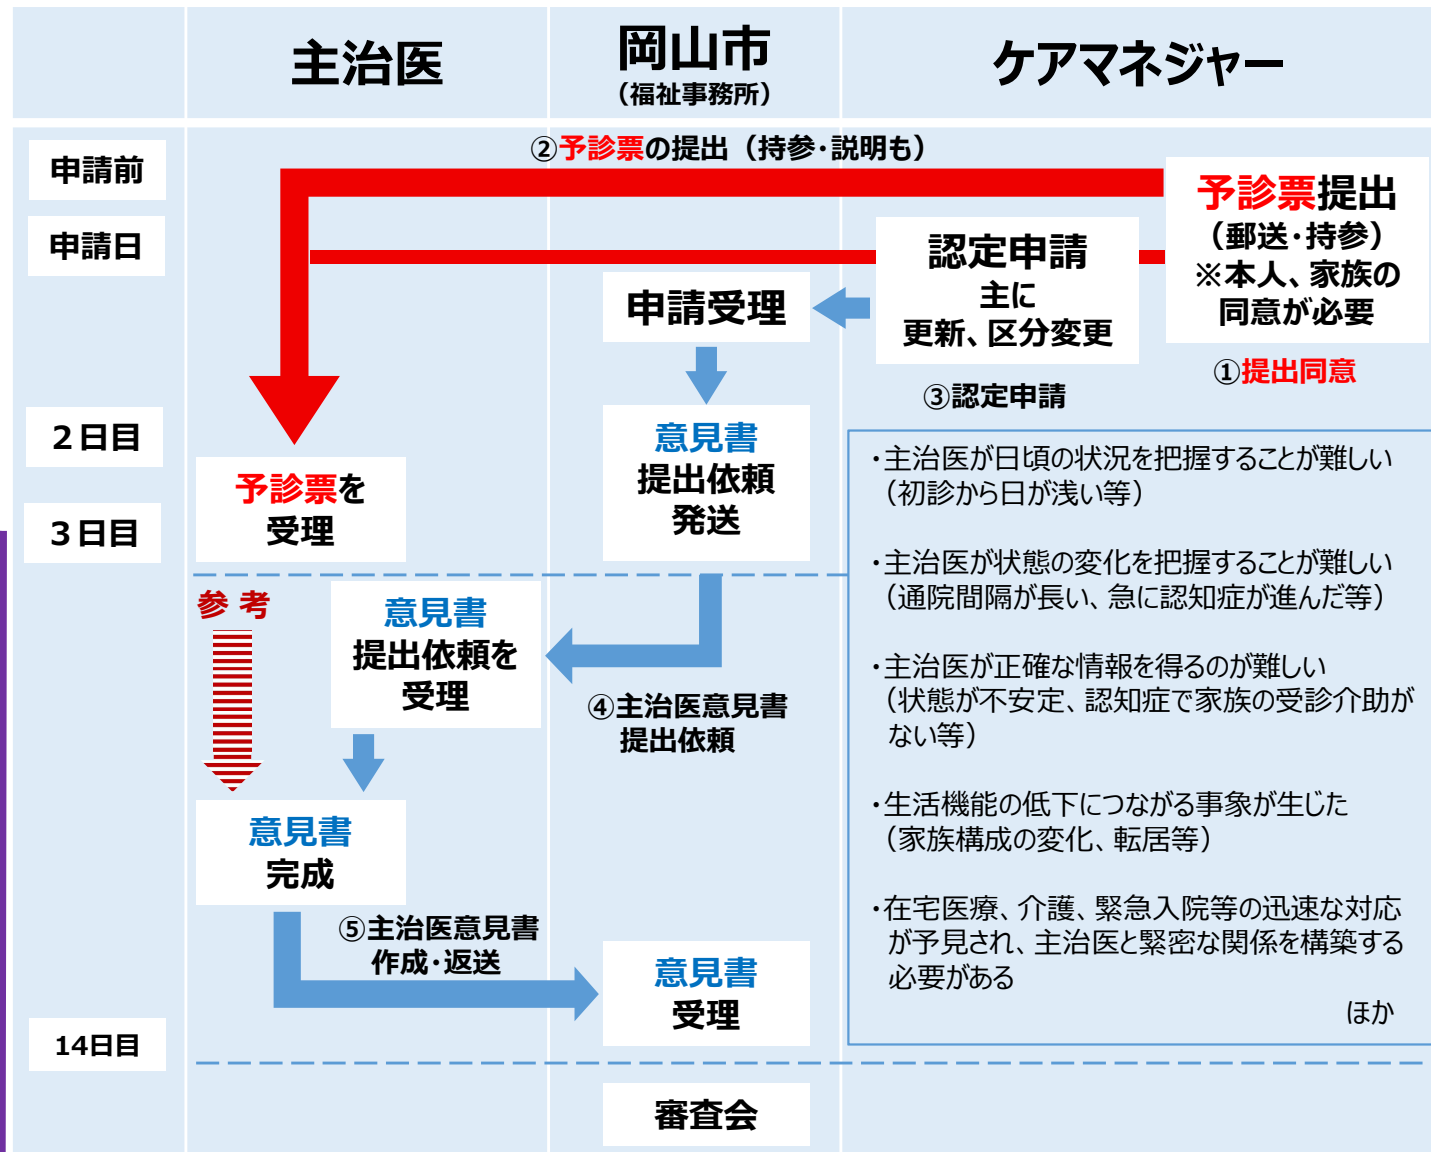 主治医
岡山市
（福祉事務所）
ケアマネジャー
申請前
②予診票の提出（持参・説明も）
予診票提出
（郵送・持参）
※本人、家族の
同意が必要
①提出同意
申請日
認定申請
主に
更新、区分変更
③認定申請
申請受理
２日目
意見書
提出依頼
発送
予診票を
受理
３日目
・主治医が日頃の状況を把握することが難しい
（初診から日が浅い等）
・主治医が状態の変化を把握することが難しい
（通院間隔が長い、急に認知症が進んだ等）
・主治医が正確な情報を得るのが難しい
（状態が不安定、認知症で家族の受診介助が
ない等）
・生活機能の低下につながる事象が生じた
（家族構成の変化、転居等）
・在宅医療、介護、緊急入院等の迅速な対応
が予見され、主治医と緊密な関係を構築する
必要がある
ほか
参 考
意見書
提出依頼を
受理
④主治医意見書
提出依頼
意見書
完成
⑤主治医意見書
作成・返送
意見書
受理
14日目
審査会